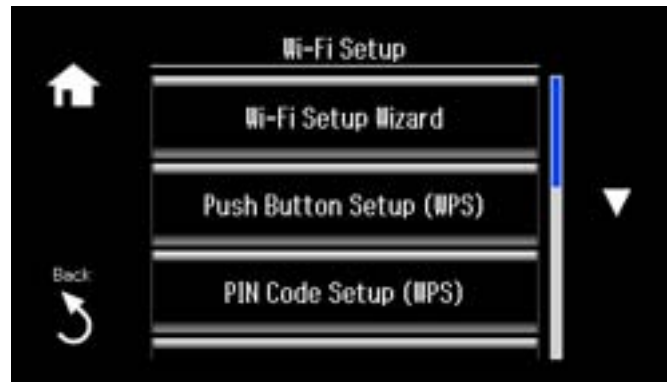 Wi-Fi Setup
Wi-Fi Setup Wizard
Push Button Setup (WPS)
PIN Code Setup (WPS)
Back